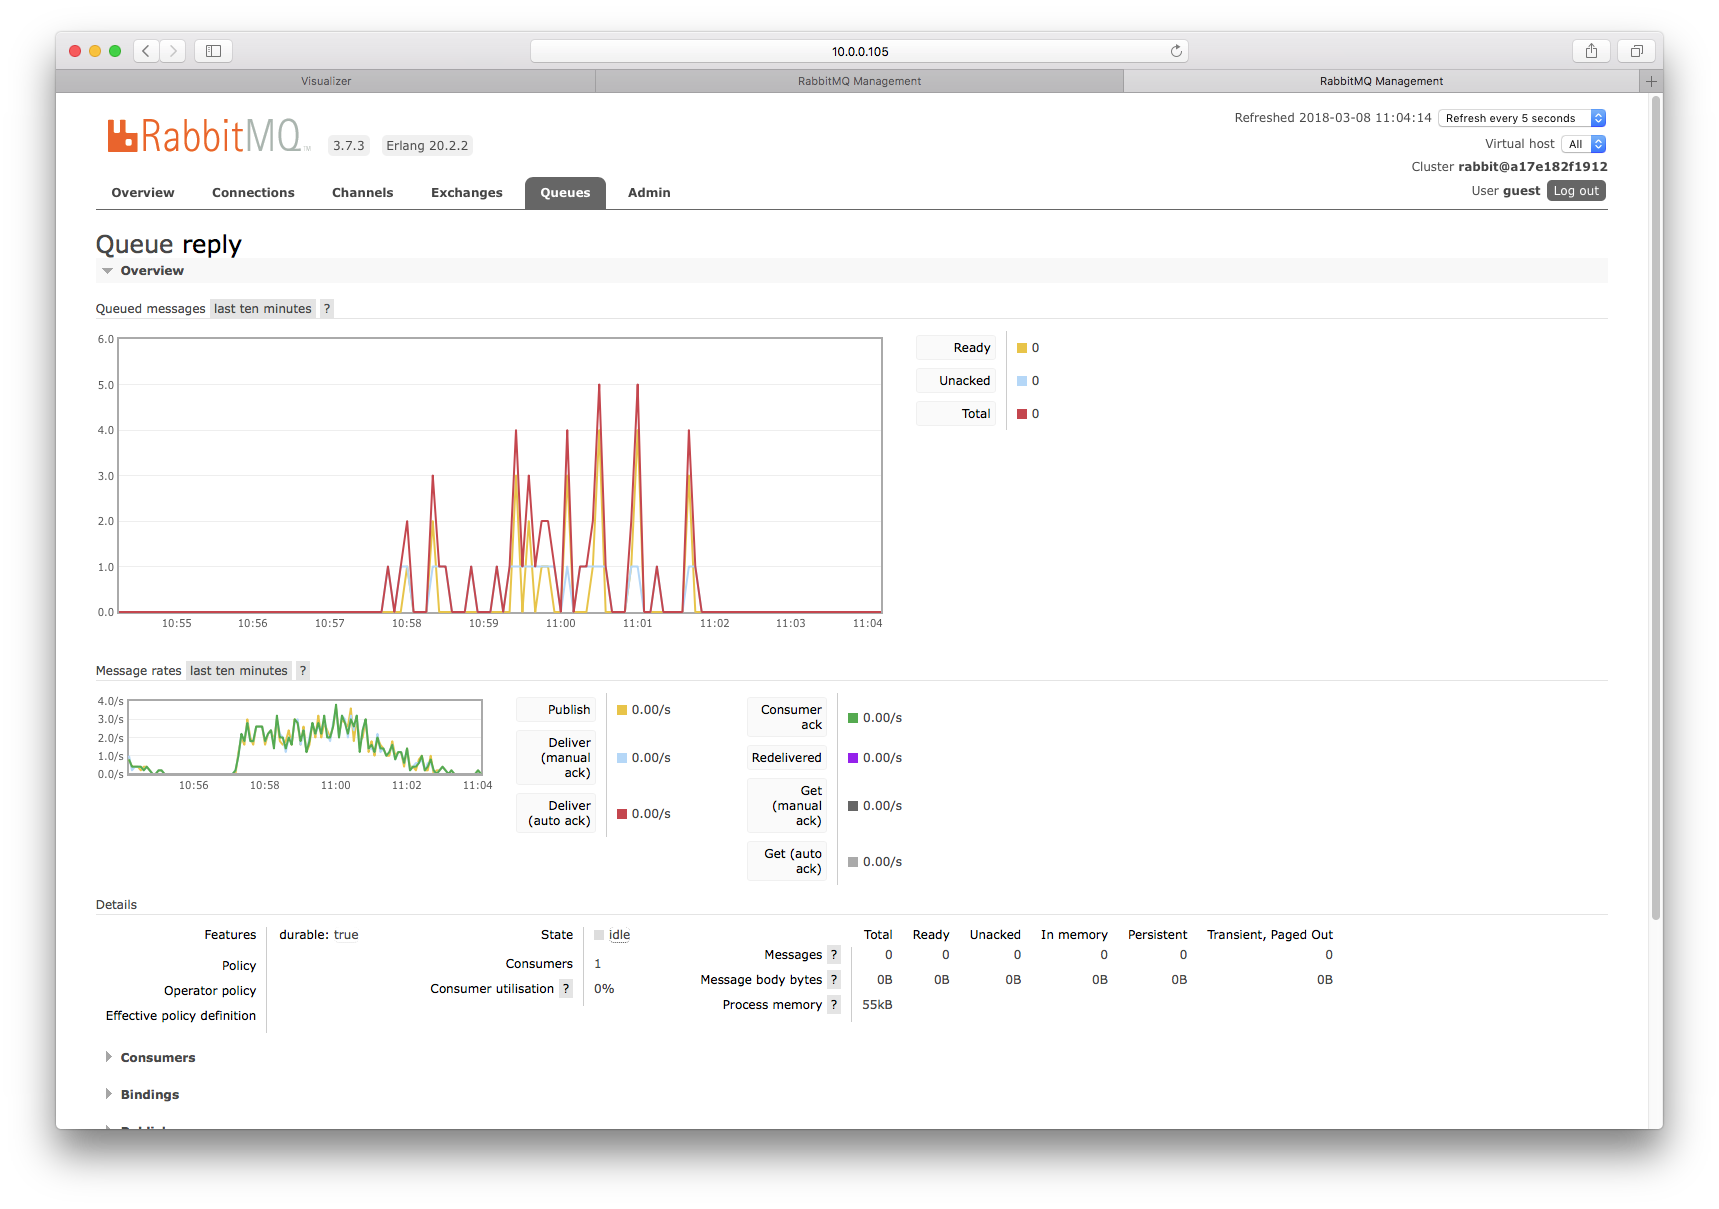 10.0.0.105
Visualizer
RabbitMQ Management
RabbitMQ Management
RabbitMQ TM
3.7.3
Erlang 20.2.2
Refreshed 2018-03-08 11:04:14
Refresh every 5 seconds
Virtual host All
Cluster rabbit@a17e182f1912
User guest Log out
Overview Connections Channels Exchanges Queues Admin
Queue reply
Overview
Queued messages last ten minutes ?
6.0
5.0
4.0
3.0
2.0
1.0
0.0
10:55 10:56 10:57 10:58 10:59 11:00 11:01 11:02 11:03 11:04
Ready 0
Unacked 0
Total 0
Message rates last ten minutes ?
4.0/s
3.0/s
2.0/s
1.0/s
0.0/s
10:56 10:58 11:00 11:02 11:04
Publish 0.00/s
Deliver
(manual 0.00/s
ack)
Deliver
(auto ack) 0.00/s
Consumer
ack 0.00/s
Redelivered 0.00/s
Get
(manual 0.00/s
ack)
Get (auto
ack) 0.00/s
Details
Features durable: true
Policy
Operator policy
Effective policy definition
State idle
Consumers 1
Consumer utilisation ? 0%
Total Ready Unacked In memory Persistent Transient, Paged Out
Messages ? 0 0 0 0 0 0
Message body bytes ? 0B 0B 0B 0B 0B 0B
Process memory ? 55kB
Consumers
Bindings